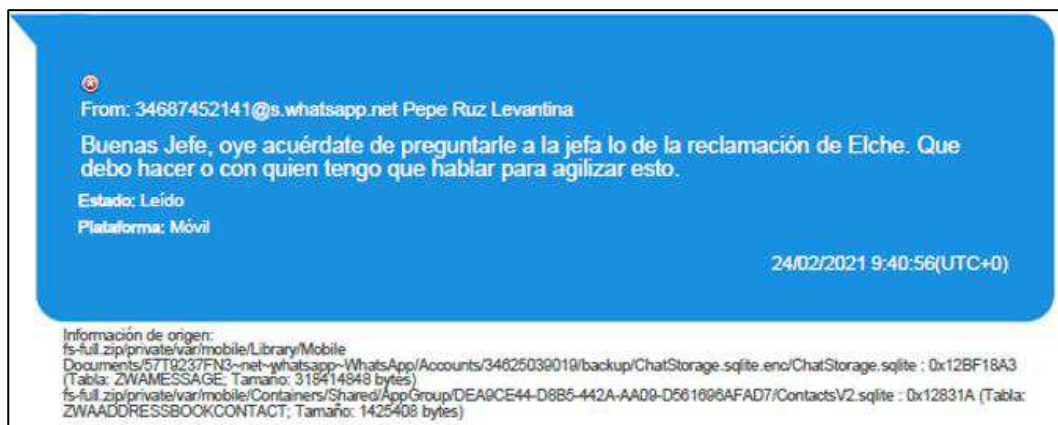 From: 34687452141@s.whatsapp.net Pepe Ruz Levantina
Buenas Jefe, oye acuérdate de preguntarle a la jefa lo de la reclamación de Elche. Que
debo hacer o con quien tengo que hablar para agilizar esto.
Estado: Leído
Plataforma: Móvil
24/02/2021 9:40:56(UTC+0)
Información de origen:
fs-full.zip/private/var/mobile/Library/Mobile
Documents/57T9237FN3~net~whatsapp~WhatsApp/Accounts/34625039019/backup/ChatStorage.sqlite.enc/ChatStorage.sqlite : 0x12BF18A3
(Tabla: ZWAMESSAGE; Tamano: 318414848 bytes)
fs-full.zip/private/var/mobile/Containers/Shared/AppGroup/DEA9CE44-D8B5-442A-AA09-D561696AFAD7/ContactsV2.sqlite : 0x12831A (Tabla:
ZWAADDRESSBOOKCONTACT; Tamaño: 1425408 bytes)